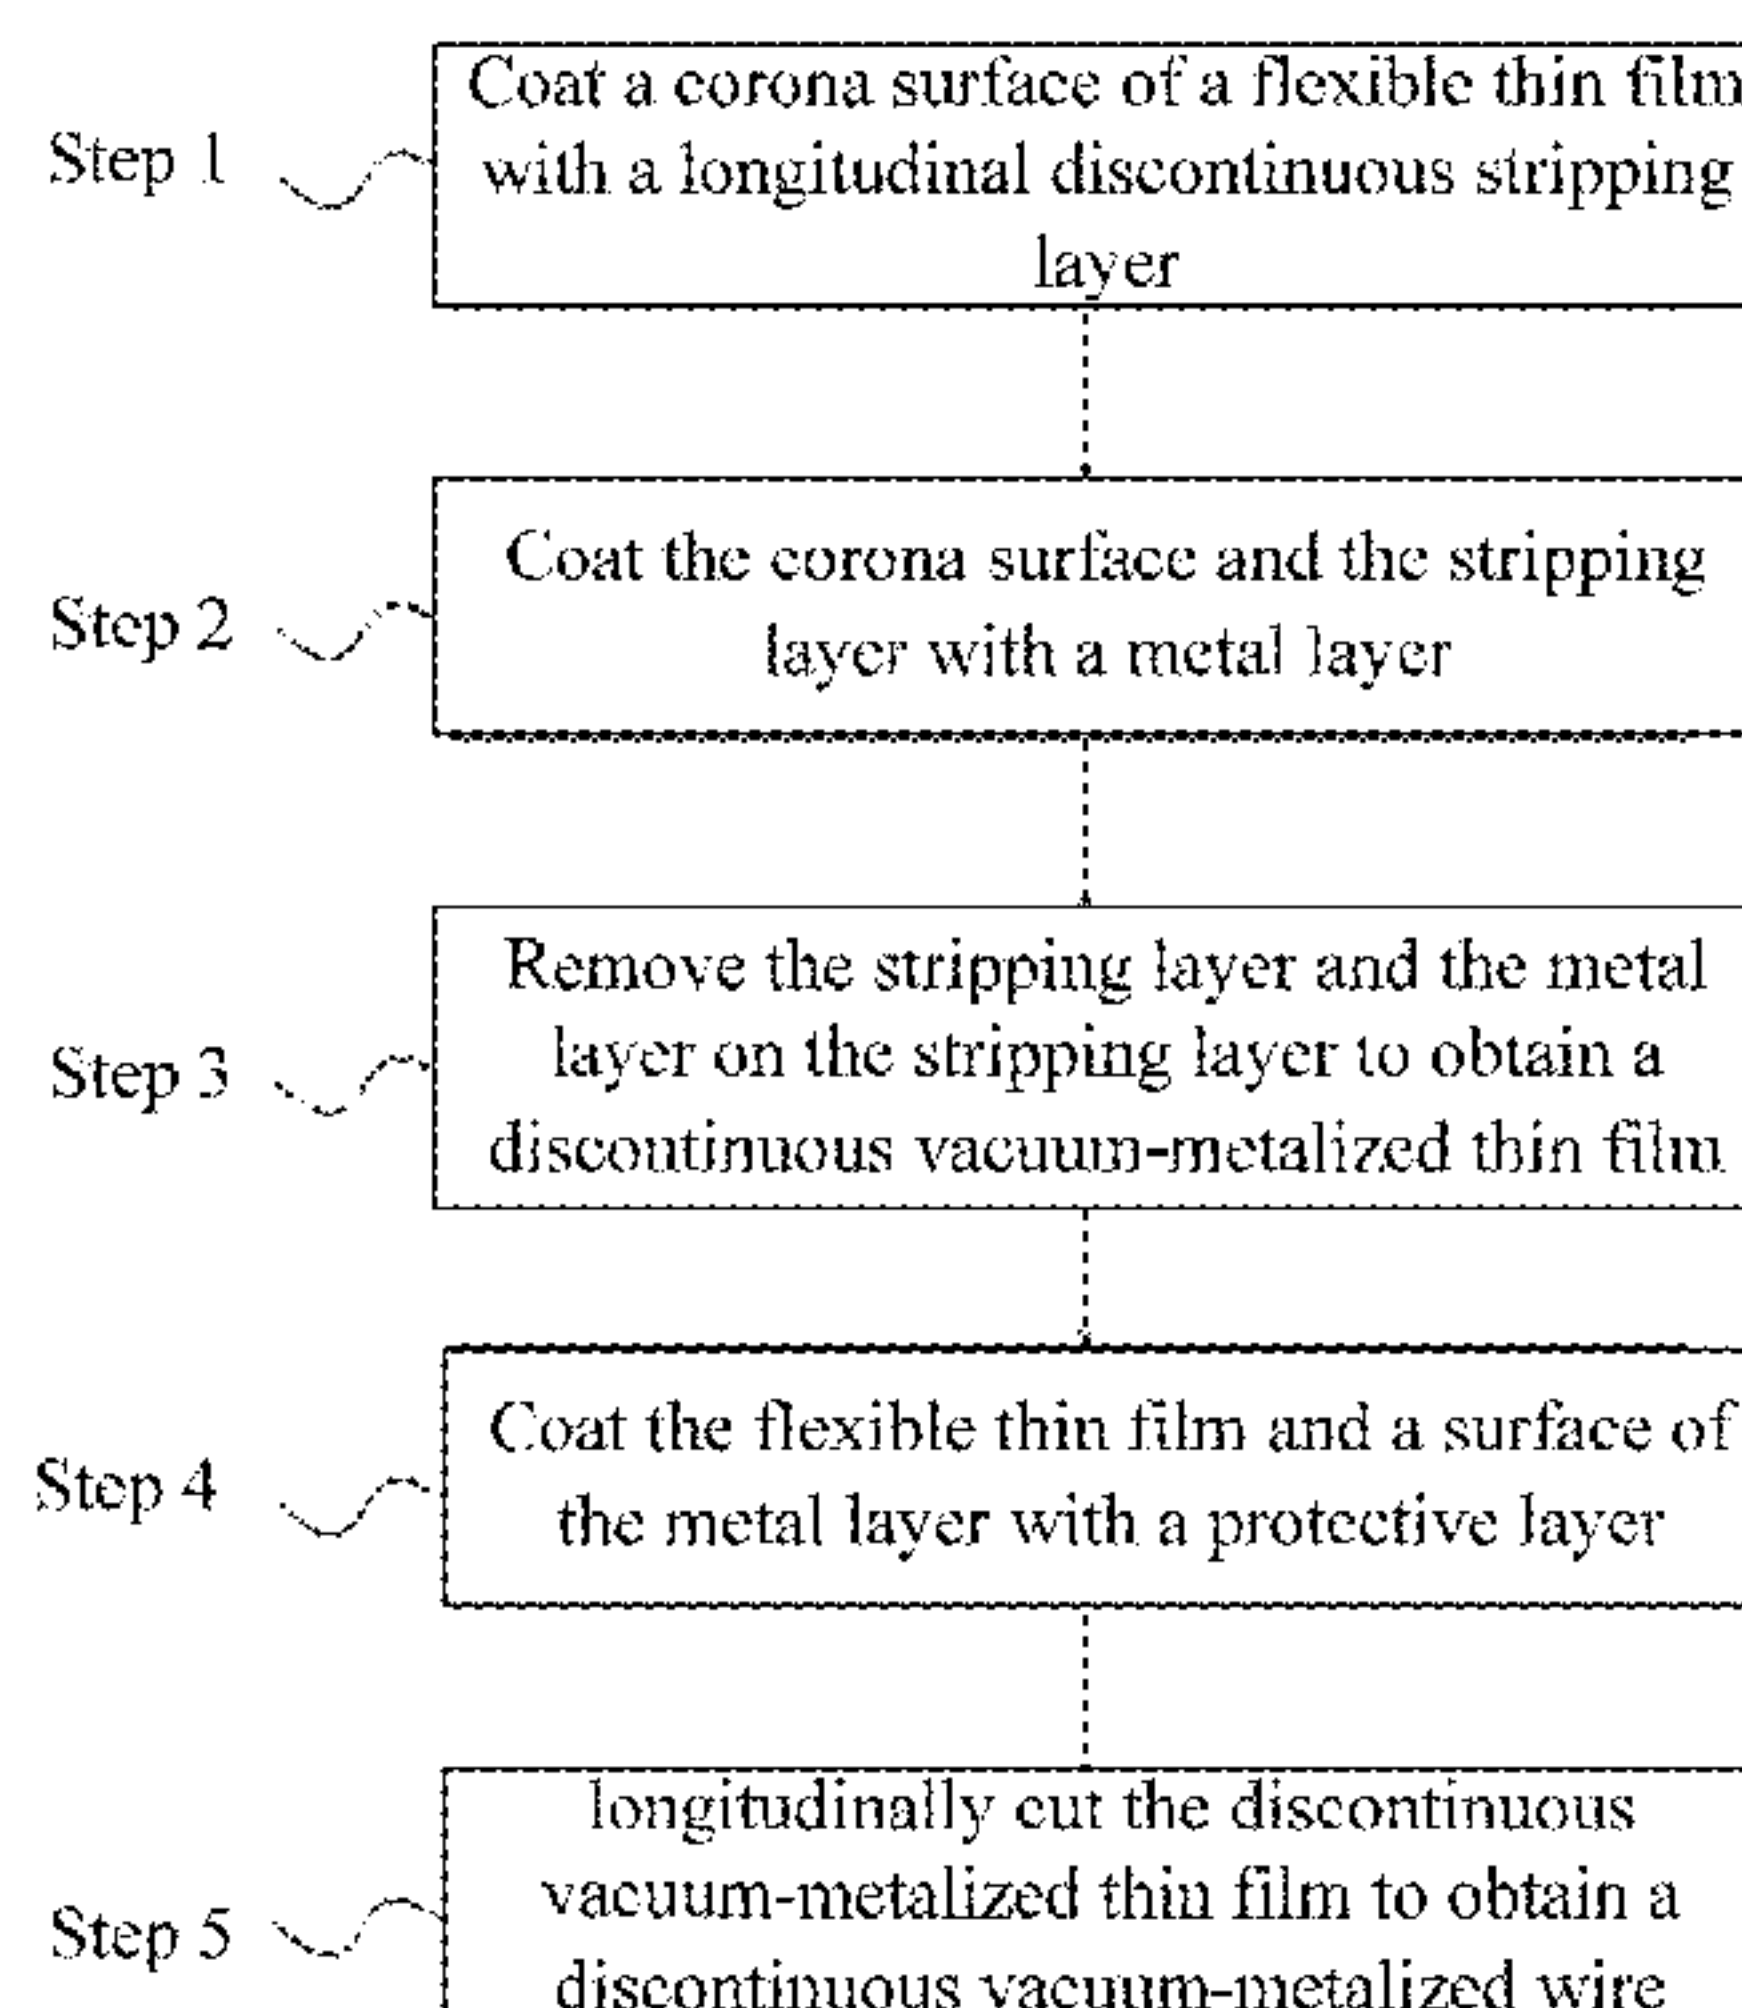 Coat a corona surface of a flexible thin film
Step 1
with a longitudinal discontinuous stripping
layer
Coat the corona surface and the stripping
Step 2
layer with a metal layer
Remove the stripping layer and the metal
layer on the stripping layer to obtain a
Step 3
discontinuous vacuum-metalized thin film
Coat the flexible thin film and a surface of
Step 4
the metal layer with a protective layer
longitudinally cut the discontinuous
vacuum-metalized thin film to obtain a
Step 5
discontinuous vacuum-metalized wire